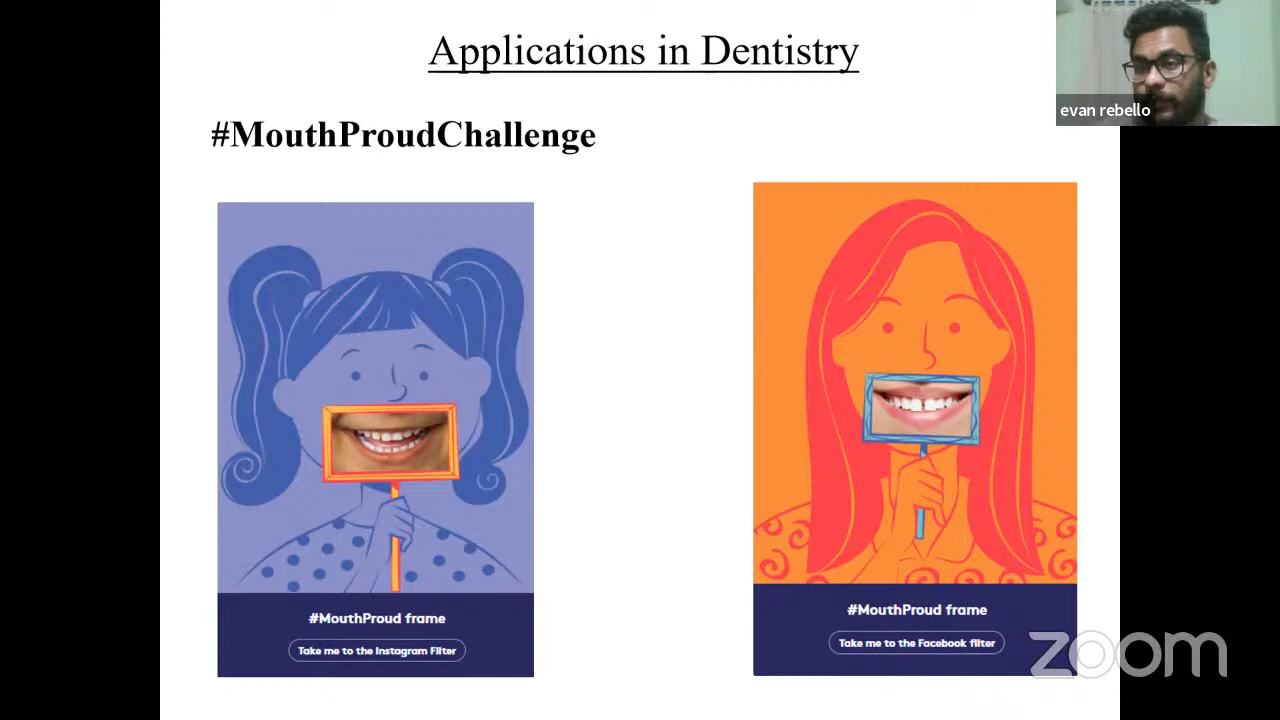 Applications in Dentistry
evan rebello
#MouthProudChallenge
#MouthProud frame
Take me to the Instagram Filter
#MouthProud frame
Take me to the Facebook filter
zoom